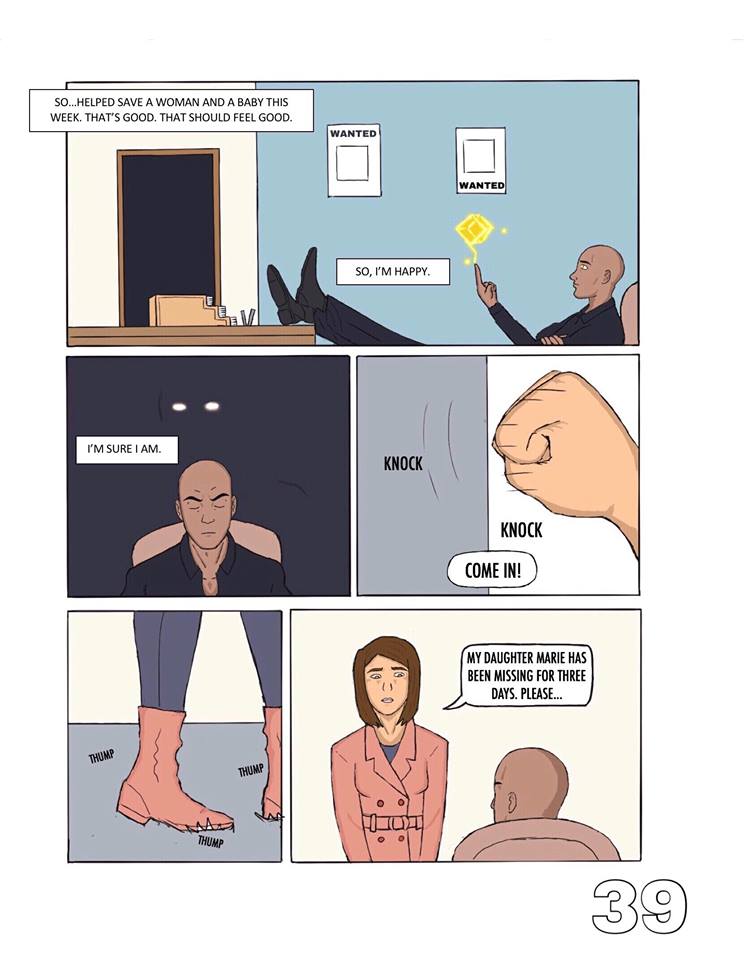 SO...HELPED SAVE A WOMAN AND A BABY THIS
WEEK. THAT'S GOOD. THAT SHOULD FEEL GOOD.
WANTED
WANTED
SO, I'M HAPPY.
I'M SURE I AM.
KNOCK
KNOCK
COME IN!
THUMP
THUMP
THUMP
MY DAUGHTER MARIE HAS
BEEN MISSING FOR THREE
DAYS. PLEASE...
39